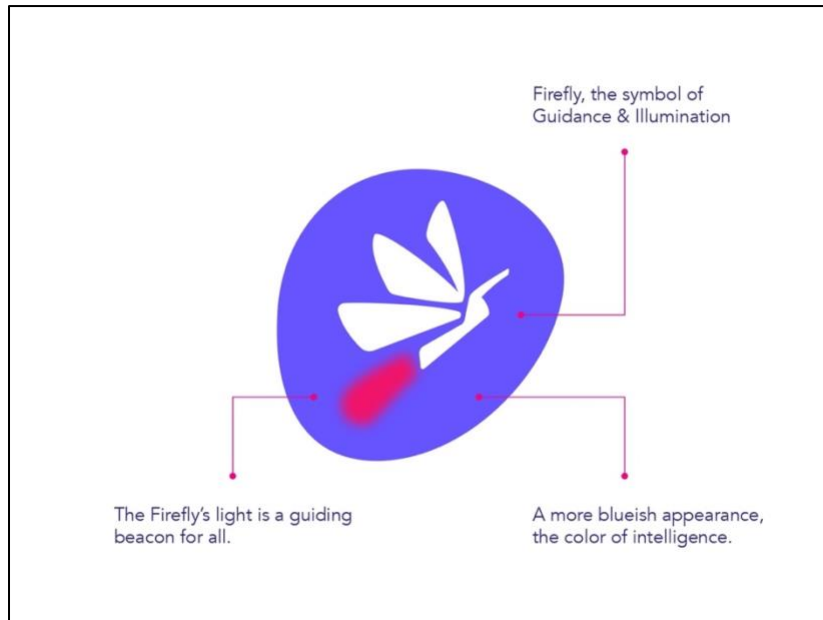 Firefly, the symbol of
Guidance & Illumination
The Firefly's light is a guiding
beacon for all.
A more blueish appearance,
the color of intelligence.